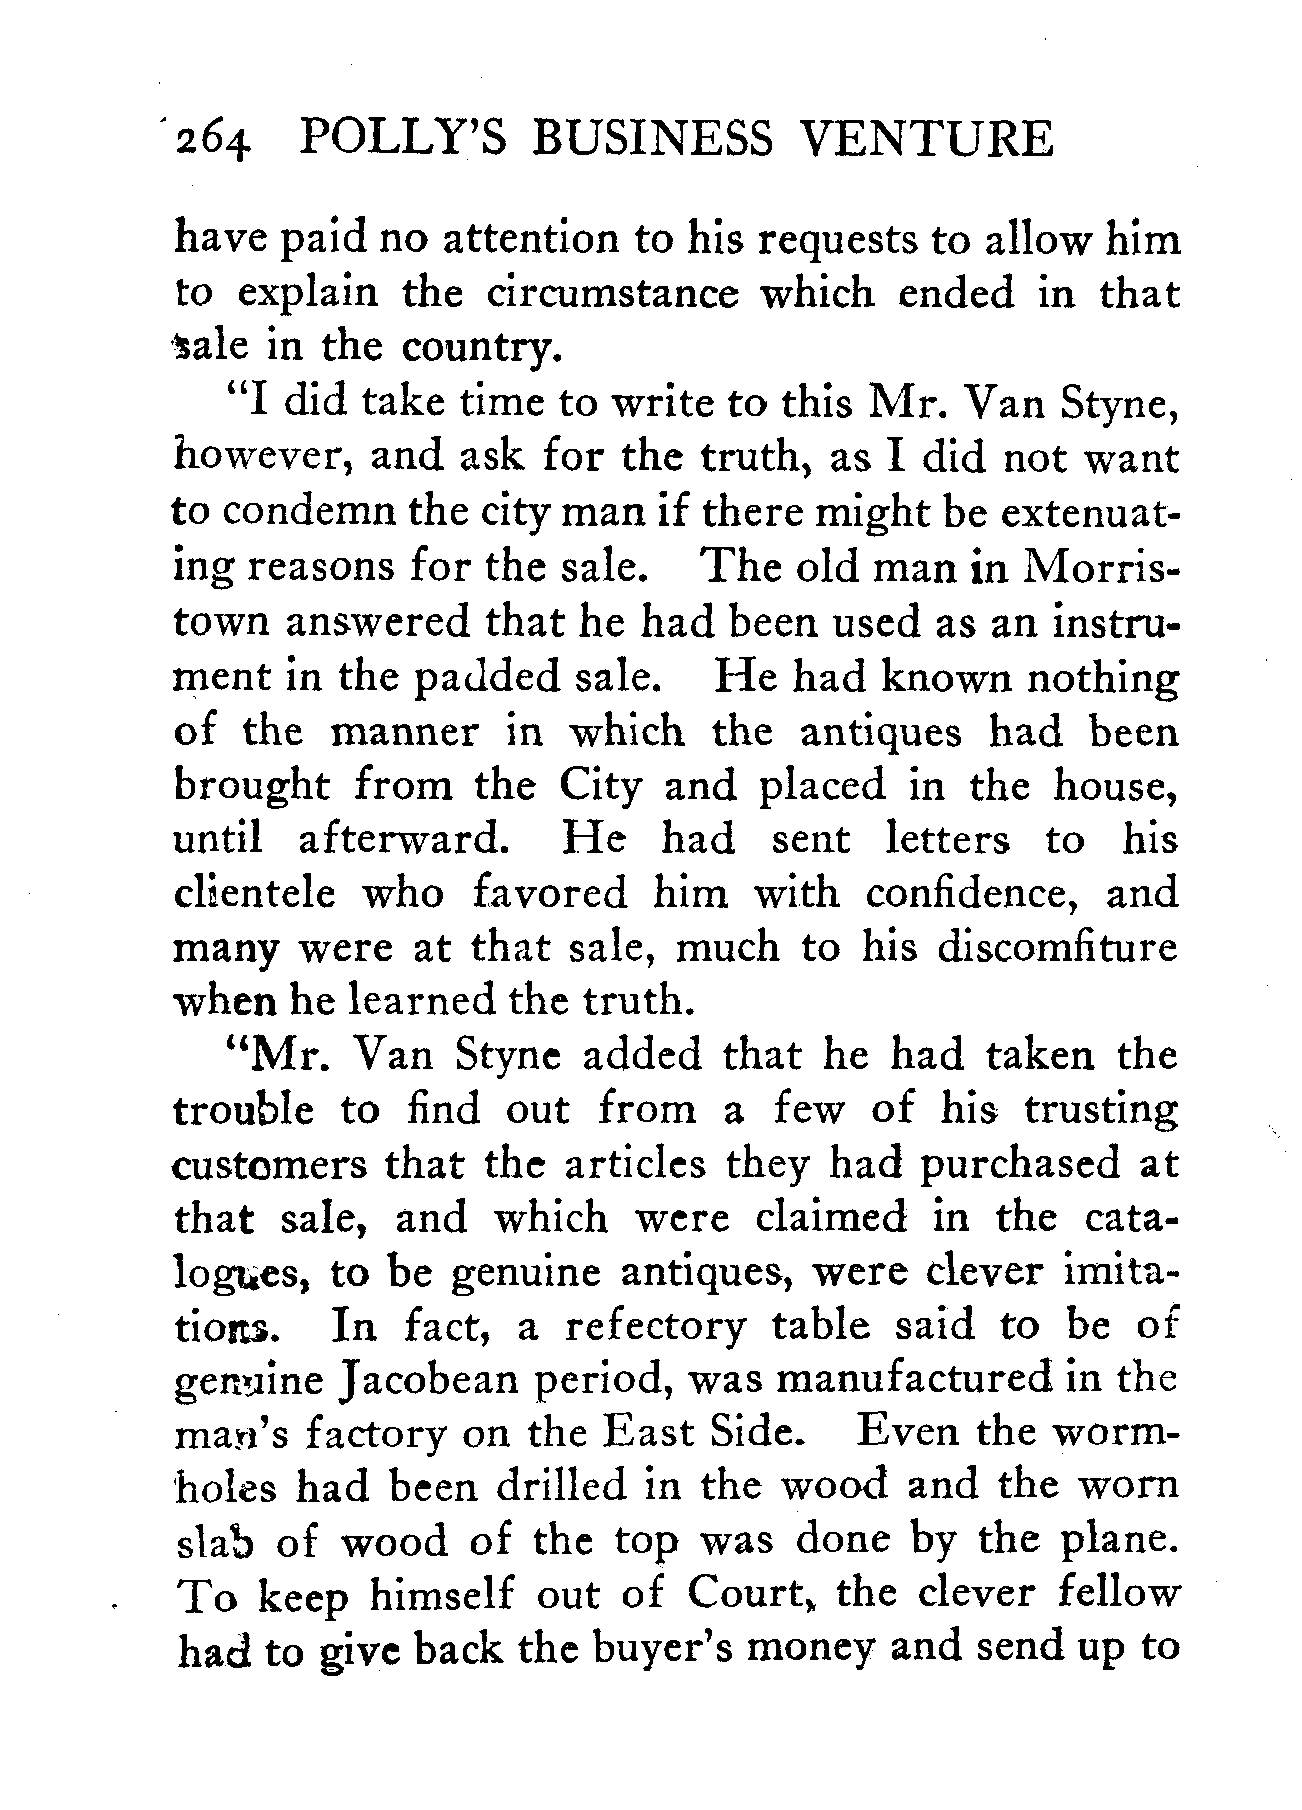 264 POLLY'S BUSINESS VENTURE
have paid no attention to his requests to allow him
to explain the circumstance which ended in that
sale in the country.
"I did take time to write to this Mr. Van Styne,
however, and ask for the truth, as I did not want
to condemn the city man if there might be extenuat-
ing reasons for the sale. The old man in Morris-
town answered that he had been used as an instru-
ment in the padded sale. He had known nothing
of the manner in which the antiques had been
brought from the City and placed in the house,
until afterward. He had sent letters to his
clientele who favored him with confidence, and
many were at that sale, much to his discomfiture
when he learned the truth.
"Mr. Van Styne added that he had taken the
trouble to find out from a few of his trusting
customers that the articles they had purchased at
that sale, and which were claimed in the cata-
logues, to be genuine antiques, were clever imita-
tions. In fact, a refectory table said to be of
genuine Jacobean period, was manufactured in the
man's factory on the East Side. Even the worm-
holes had been drilled in the wood and the worn
slab of wood of the top was done by the plane.
To keep himself out of Court, the clever fellow
had to give back the buyer's money and send up to